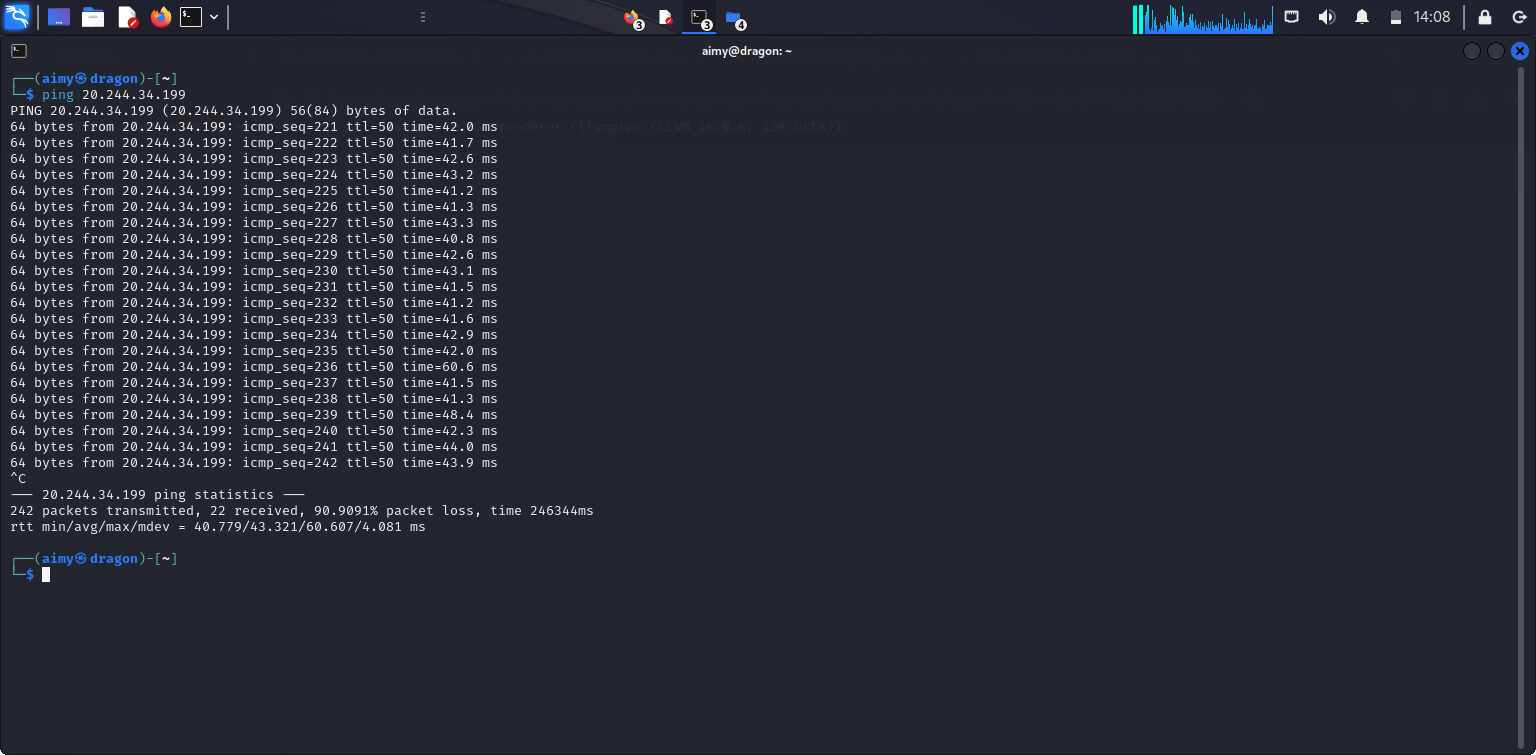 3
3
4
14:08
aimy@dragon: ~
┌──(aimy㉿dragon)-[~]
└─$ ping 20.244.34.199
PING 20.244.34.199 (20.244.34.199) 56(84) bytes of data.
64 bytes from 20.244.34.199: icmp_seq=221 ttl=50 time=42.0 ms
64 bytes from 20.244.34.199: icmp_seq=222 ttl=50 time=41.7 ms
64 bytes from 20.244.34.199: icmp_seq=223 ttl=50 time=42.6 ms
64 bytes from 20.244.34.199: icmp_seq=224 ttl=50 time=43.2 ms
64 bytes from 20.244.34.199: icmp_seq=225 ttl=50 time=41.2 ms
64 bytes from 20.244.34.199: icmp_seq=226 ttl=50 time=41.3 ms
64 bytes from 20.244.34.199: icmp_seq=227 ttl=50 time=43.3 ms
64 bytes from 20.244.34.199: icmp_seq=228 ttl=50 time=40.8 ms
64 bytes from 20.244.34.199: icmp_seq=229 ttl=50 time=42.6 ms
64 bytes from 20.244.34.199: icmp_seq=230 ttl=50 time=43.1 ms
64 bytes from 20.244.34.199: icmp_seq=231 ttl=50 time=41.5 ms
64 bytes from 20.244.34.199: icmp_seq=232 ttl=50 time=41.2 ms
64 bytes from 20.244.34.199: icmp_seq=233 ttl=50 time=41.6 ms
64 bytes from 20.244.34.199: icmp_seq=234 ttl=50 time=42.9 ms
64 bytes from 20.244.34.199: icmp_seq=235 ttl=50 time=42.0 ms
64 bytes from 20.244.34.199: icmp_seq=236 ttl=50 time=60.6 ms
64 bytes from 20.244.34.199: icmp_seq=237 ttl=50 time=41.5 ms
64 bytes from 20.244.34.199: icmp_seq=238 ttl=50 time=41.3 ms
64 bytes from 20.244.34.199: icmp_seq=239 ttl=50 time=48.4 ms
64 bytes from 20.244.34.199: icmp_seq=240 ttl=50 time=42.3 ms
64 bytes from 20.244.34.199: icmp_seq=241 ttl=50 time=44.0 ms
64 bytes from 20.244.34.199: icmp_seq=242 ttl=50 time=43.9 ms
^C
--- 20.244.34.199 ping statistics ---
242 packets transmitted, 22 received, 90.9091% packet loss, time 246344ms
rtt min/avg/max/mdev = 40.779/43.321/60.607/4.081 ms
┌──(aimy㉿dragon)-[~]
└─$